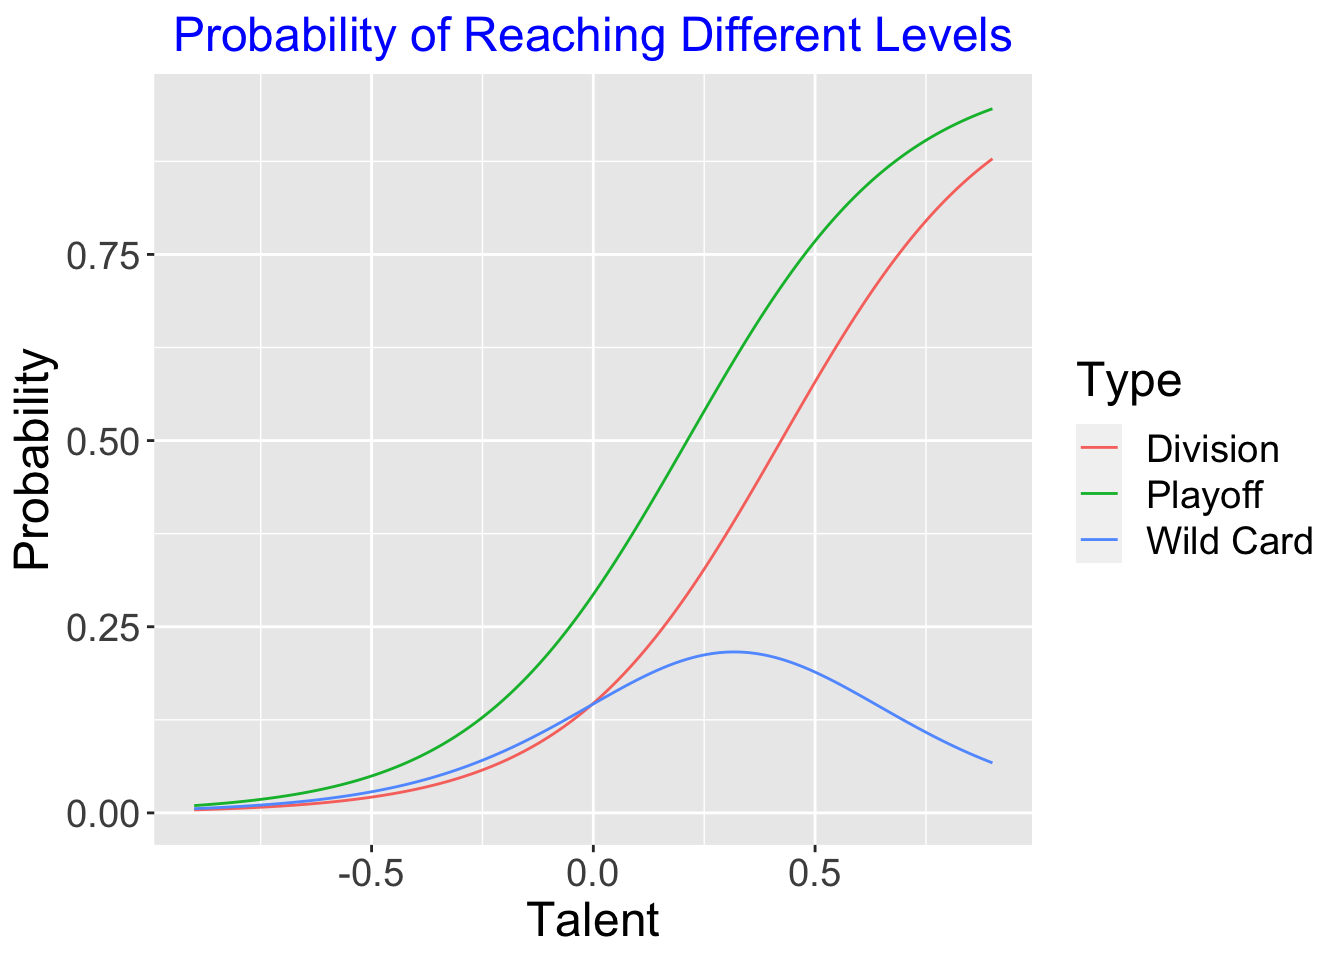 Probability of Reaching Different Levels
Probability
0.75
0.50
0.25
0.00
-0.5
0.0
0.5
Talent
Type
Division
Playoff
Wild Card